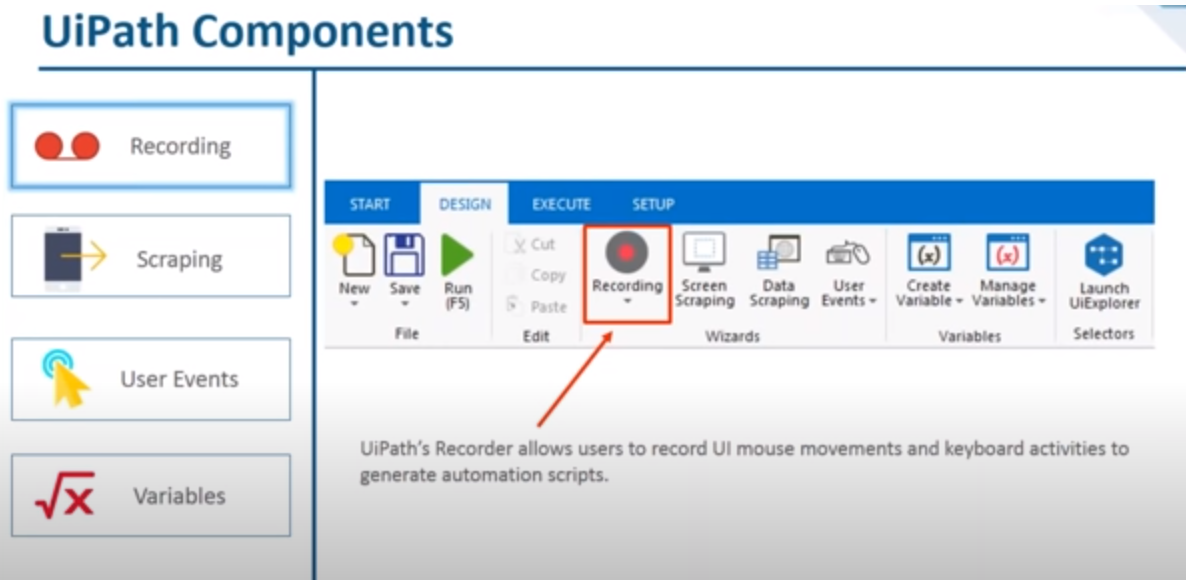 UiPath Components
Recording
Scraping
User Events
Variables
START DESIGN EXECUTE SETUP
New
Save
Run
(F5)
File
Cut
Copy
Paste
Edit
Recording
Screen
Scraping
Data
Scraping
User
Events
Wizards
(x)
Create
Variable
(x)
Manage
Variables
Variables
Launch
UiExplorer
Selectors
UiPath's Recorder allows users to record UI mouse movements and keyboard activities to
generate automation scripts.